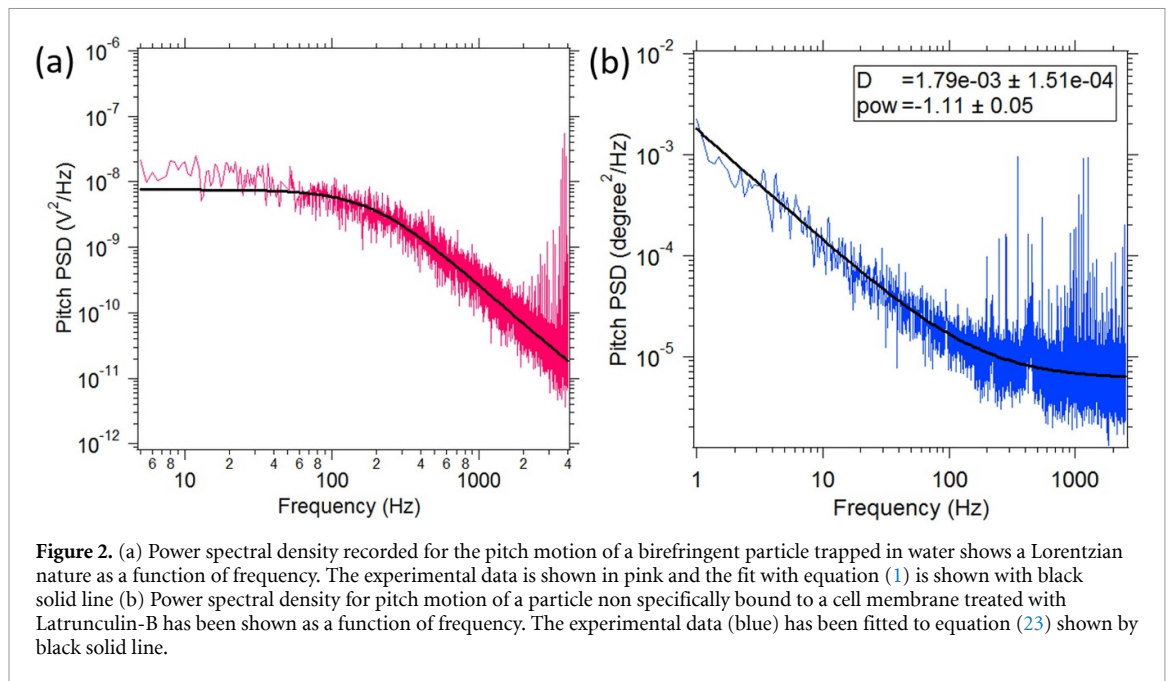 (a)
10^-6
10^-7
10^-8
10^-9
10^-10
10^-11
10^-12
Pitch PSD (V^2/Hz)
6 8 2 4 6 8 2 4 6 8 2 4
10 100 1000
Frequency (Hz)
(b)
10^-2
10^-3
10^-4
10^-5
Pitch PSD (degree^2/Hz)
D =1.79e-03 ± 1.51e-04
pow =-1.11 ± 0.05
1 10 100 1000
Frequency (Hz)
Figure 2. (a) Power spectral density recorded for the pitch motion of a birefringent particle trapped in water shows a Lorentzian
nature as a function of frequency. The experimental data is shown in pink and the fit with equation (1) is shown with black
solid line (b) Power spectral density for pitch motion of a particle non specifically bound to a cell membrane treated with
Latrunculin-B has been shown as a function of frequency. The experimental data (blue) has been fitted to equation (23) shown by
black solid line.